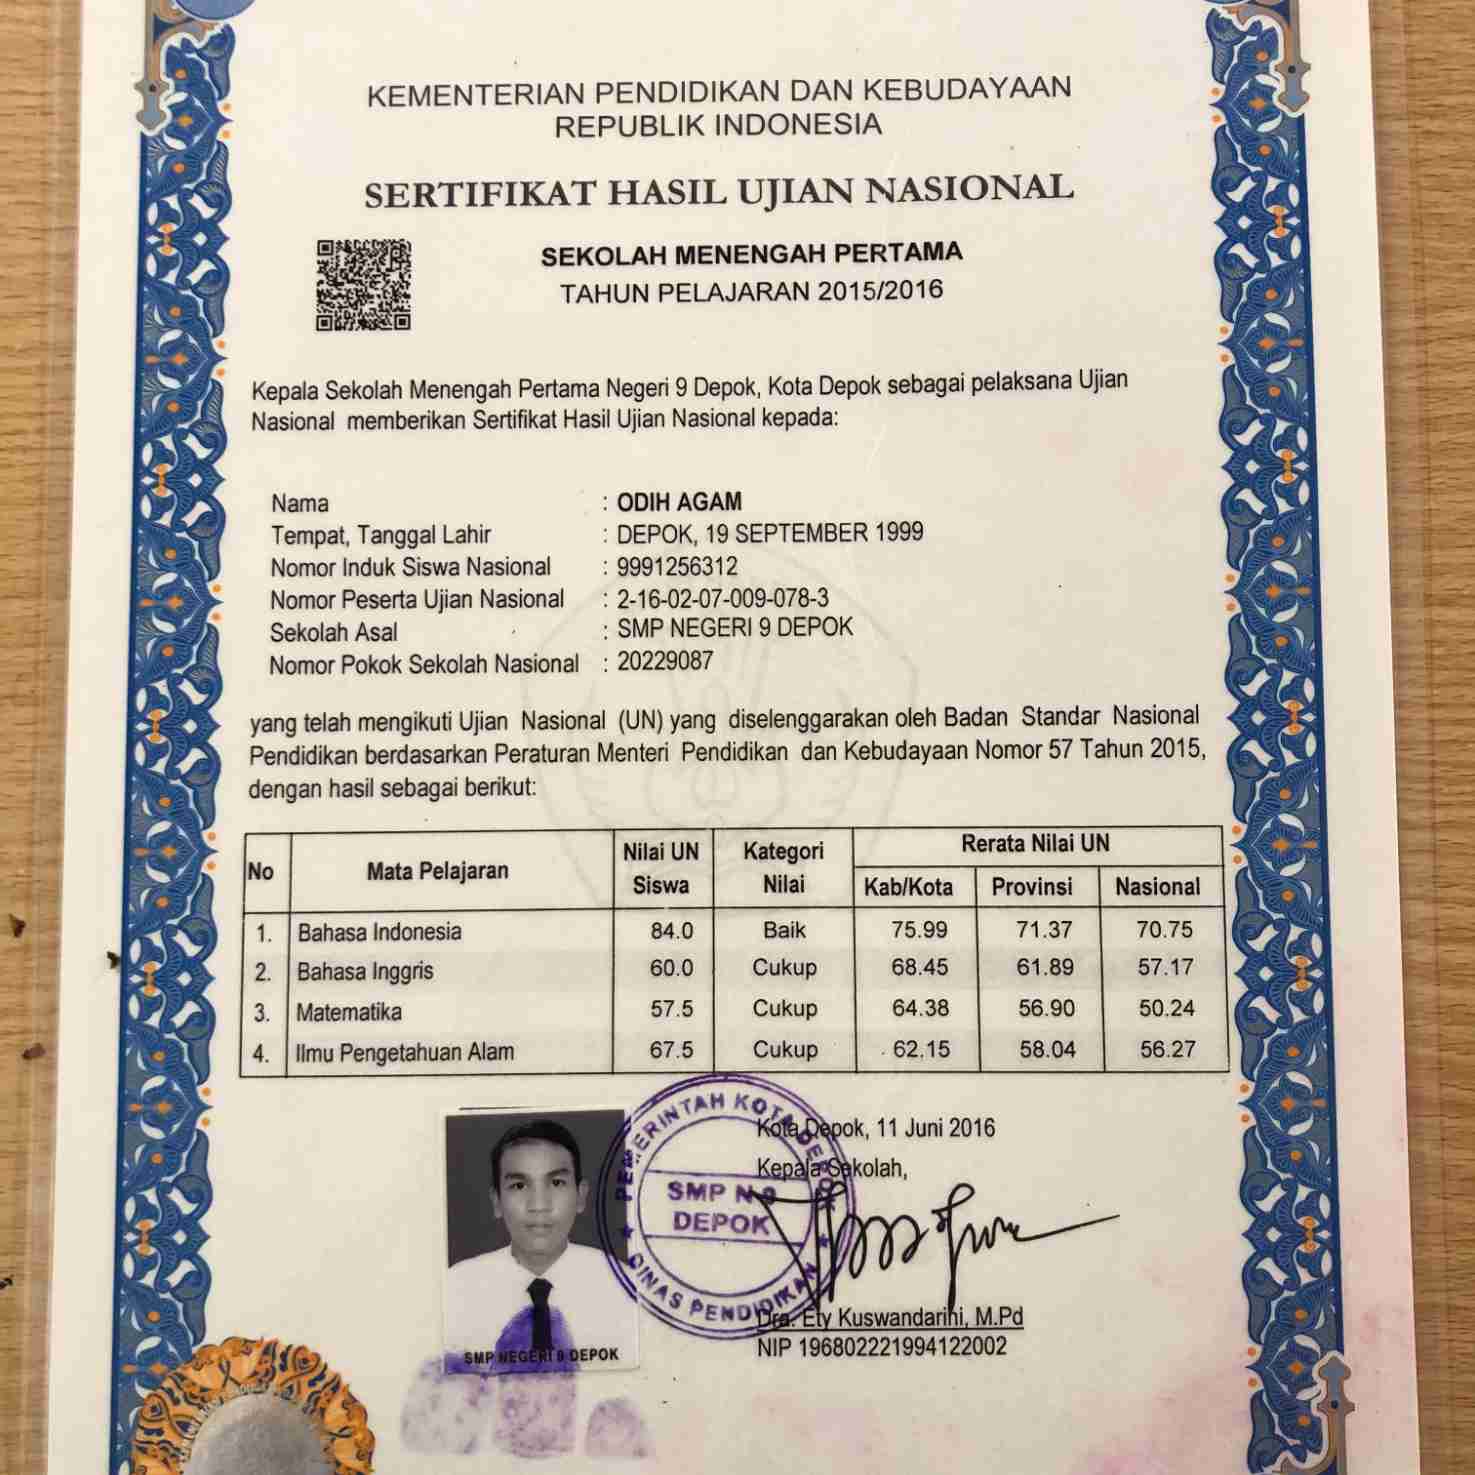 KEMENTERIAN PENDIDIKAN DAN KEBUDAYAAN
REPUBLIK INDONESIA
SERTIFIKAT HASIL UJIAN NASIONAL
SEKOLAH MENENGAH PERTAMA
TAHUN PELAJARAN 2015/2016
Kepala Sekolah Menengah Pertama Negeri 9 Depok, Kota Depok sebagai pelaksana Ujian
Nasional memberikan Sertifikat Hasil Ujian Nasional kepada:
Nama : ODIH AGAM
Tempat, Tanggal Lahir : DEPOK, 19 SEPTEMBER 1999
Nomor Induk Siswa Nasional : 9991256312
Nomor Peserta Ujian Nasional : 2-16-02-07-009-078-3
Sekolah Asal : SMP NEGERI 9 DEPOK
Nomor Pokok Sekolah Nasional : 20229087
yang telah mengikuti Ujian Nasional (UN) yang diselenggarakan oleh Badan Standar Nasional
Pendidikan berdasarkan Peraturan Menteri Pendidikan dan Kebudayaan Nomor 57 Tahun 2015,
dengan hasil sebagai berikut:
No Mata Pelajaran Nilai UN Siswa Kategori Nilai Rerata Nilai UN
Kab/Kota Provinsi Nasional
1. Bahasa Indonesia 84.0 Baik 75.99 71.37 70.75
2. Bahasa Inggris 60.0 Cukup 68.45 61.89 57.17
3. Matematika 57.5 Cukup 64.38 56.90 50.24
4. Ilmu Pengetahuan Alam 67.5 Cukup 62.15 58.04 56.27
Kota Depok, 11 Juni 2016
Kepala Sekolah,
PEMERINTAH KOTA DEPOK
SMP N 9
DEPOK
DINAS PENDIDIKAN
Dra. Ety Kuswandarini, M.Pd
NIP 196802221994122002
SMP NEGERI 9 DEPOK